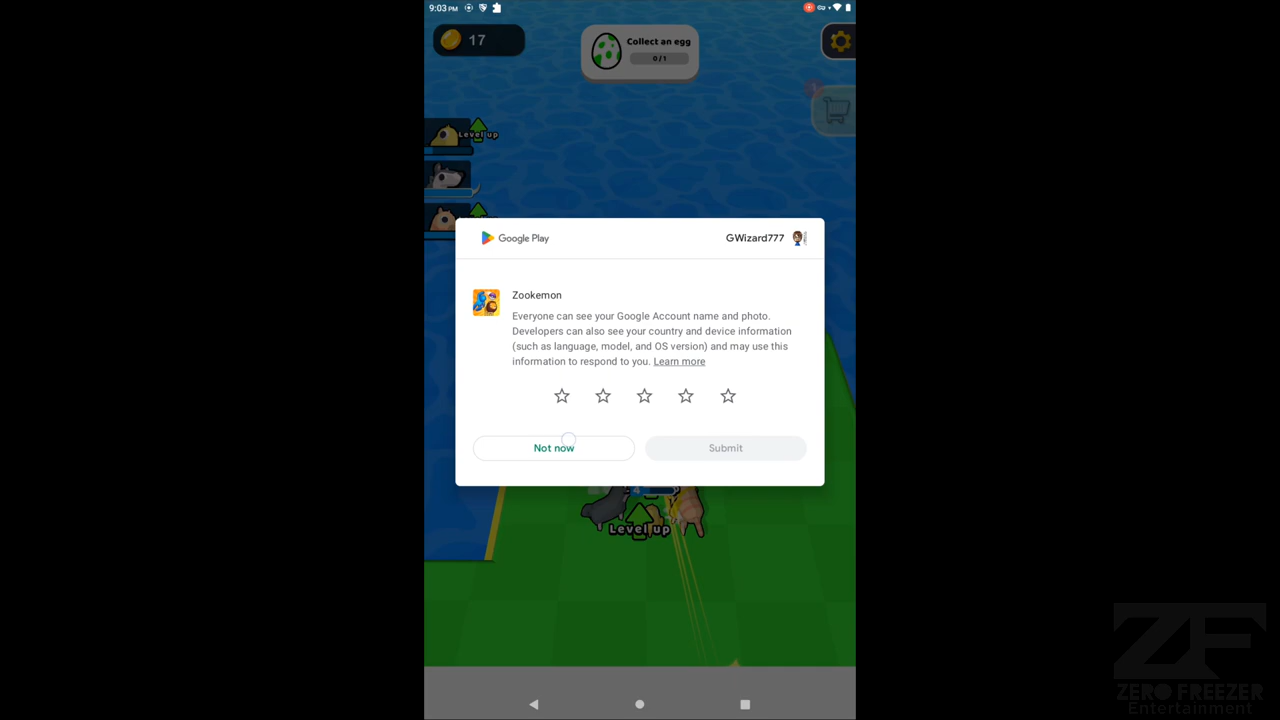 9:03 PM
17
Collect an egg
0/1
Level up
Google Play
GWizard777
Zookemon
Everyone can see your Google Account name and photo.
Developers can also see your country and device information
(such as language, model, and OS version) and may use this
information to respond to you. Learn more
Not now
Submit
4
Level up
ZF
ZERO FREEZER
Entertainment